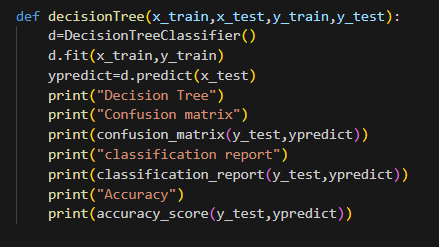 def decisionTree(x_train,x_test,y_train,y_test):
    d=DecisionTreeClassifier()
    d.fit(x_train,y_train)
    ypredict=d.predict(x_test)
    print("Decision Tree")
    print("Confusion matrix")
    print(confusion_matrix(y_test,ypredict))
    print("classification report")
    print(classification_report(y_test,ypredict))
    print("Accuracy")
    print(accuracy_score(y_test,ypredict))